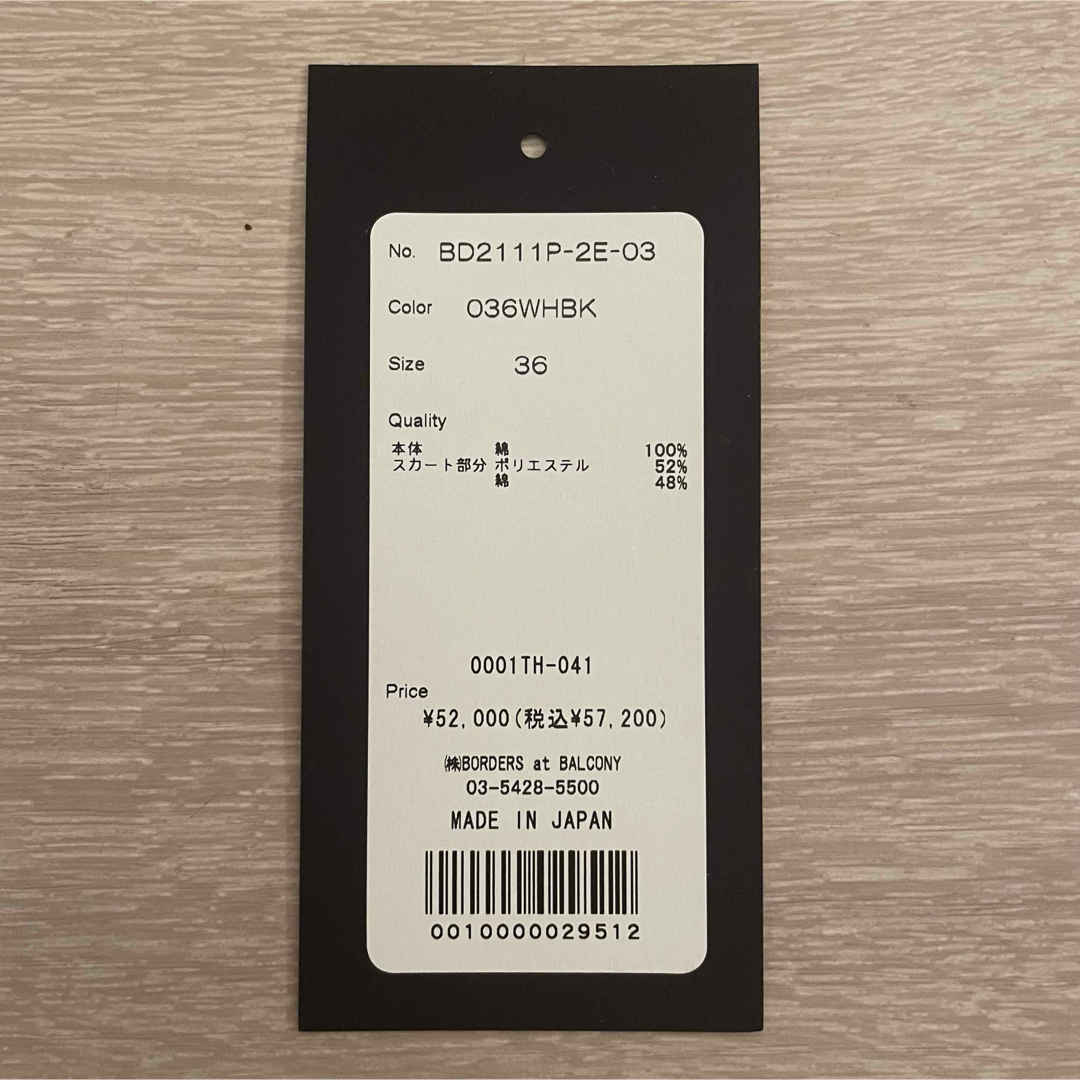 No. BD2111P-2E-03
Color 036WHBK
Size 36
Quality
本体 綿 100%
スカート部分 ポリエステル 52%
綿 48%
0001TH-041
Price
¥52,000(税込¥57,200)
㈱BORDERS at BALCONY
03-5428-5500
MADE IN JAPAN
0010000029512